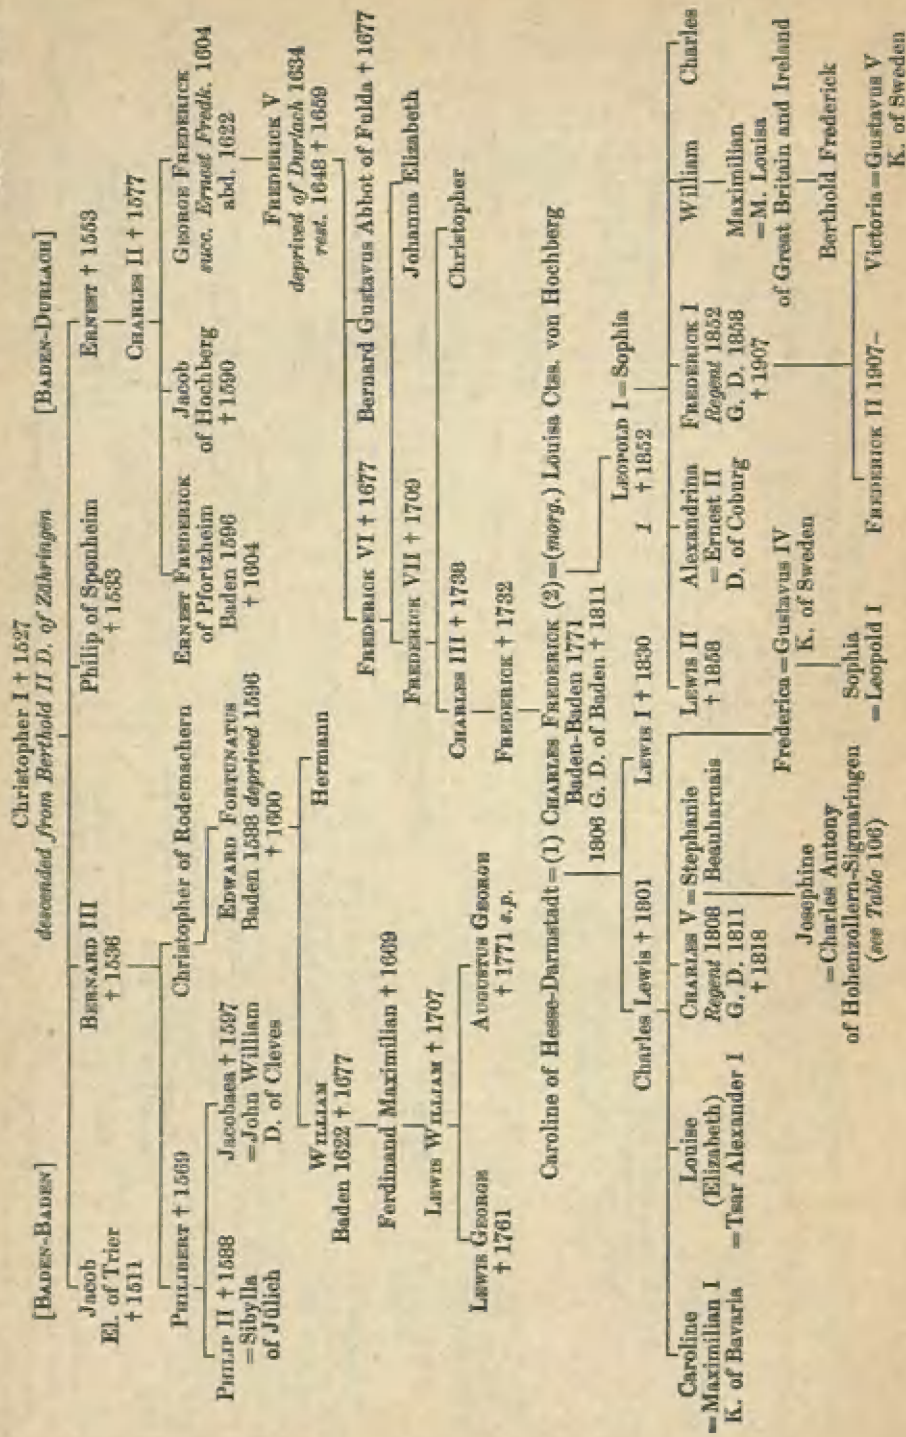 Christopher I † 1527
[BADEN-BADEN] descended from Berthold II D. of Zähringen [BADEN-DURLACH]
Jacob
El. of Trier
† 1511
BERNARD III
† 1536
Philip of Sponheim
† 1533
ERNEST † 1553
CHARLES II † 1577
PHILIBERT † 1569
Christopher of Rodemachern
ERNEST FREDERICK
of Pfortzheim
Baden 1596
† 1604
Jacob
of Hochberg
† 1590
GEORGE FREDERICK
succ. Ernest Fredk. 1604
abd. 1622
PHILIP II † 1588
=Sibylla
of Jülich
Jacobaea † 1597
=John William
D. of Cleves
EDWARD FORTUNATUS
Baden 1588 deprived 1596
† 1600
FREDERICK V
deprived of Durlach 1634
rest. 1648 † 1659
WILLIAM
Baden 1622 † 1677
Hermann
FREDERICK VI † 1677
Bernard Gustavus Abbot of Fulda † 1677
Ferdinand Maximilian † 1669
FREDERICK VII † 1709
Johanna Elizabeth
LEWIS WILLIAM † 1707
CHARLES III † 1738
Christopher
LEWIS GEORGE
† 1761
AUGUSTUS GEORGE
† 1771 s.p.
FREDERICK † 1732
Caroline of Hesse-Darmstadt=(1) CHARLES FREDERICK (2)=(morg.) Louisa Ctss. von Hochberg
Baden-Baden 1771
1806 G. D. of Baden † 1811
Charles Lewis † 1801
LEWIS I † 1830
LEOPOLD I=Sophia
1 † 1852
Caroline
=Maximilian I
K. of Bavaria
Louise
(Elizabeth)
=Tsar Alexander I
CHARLES V=Stephanie
Regent 1808 Beauharnais
G. D. 1811
† 1818
LEWIS II
† 1858
Alexandrina
=Ernest II
D. of Coburg
FREDERICK I
Regent 1852
G. D. 1858
† 1907
William
Charles
Maximilian
=M. Louisa
of Great Britain and Ireland
Frederica=Gustavus IV
K. of Sweden
Berthold Frederick
Josephine
=Charles Antony
of Hohenzollern-Sigmaringen
(see Table 106)
Sophia
=Leopold I
FREDERICK II 1907–
Victoria=Gustavus V
K. of Sweden